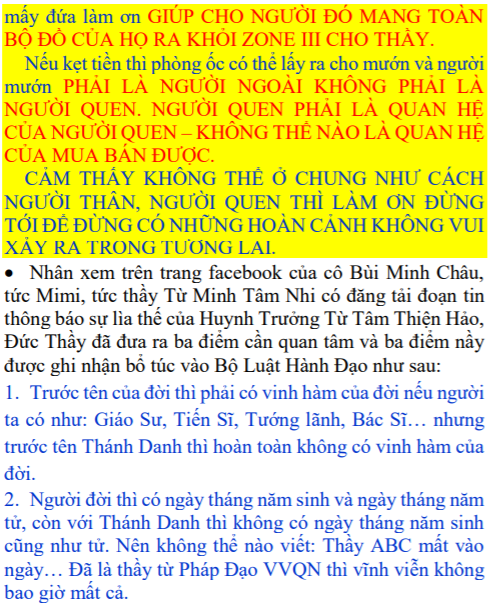 mấy đứa làm ơn GIÚP CHO NGƯỜI ĐÓ MANG TOÀN
BỘ ĐỒ CỦA HỌ RA KHỎI ZONE III CHO THẦY.
Nếu kẹt tiền thì phòng ốc có thể lấy ra cho mướn và người
mướn PHẢI LÀ NGƯỜI NGOÀI KHÔNG PHẢI LÀ
NGƯỜI QUEN. NGƯỜI QUEN PHẢI LÀ QUAN HỆ
CỦA NGƯỜI QUEN – KHÔNG THỂ NÀO LÀ QUAN HỆ
CỦA MUA BÁN ĐƯỢC.
CẢM THẤY KHÔNG THỂ Ở CHUNG NHƯ CÁCH
NGƯỜI THÂN, NGƯỜI QUEN THÌ LÀM ƠN ĐỪNG
TỚI ĐỂ ĐỪNG CÓ NHỮNG HOÀN CẢNH KHÔNG VUI
XẢY RA TRONG TƯƠNG LAI.
• Nhân xem trên trang facebook của cô Bùi Minh Châu,
tức Mimi, tức thầy Từ Minh Tâm Nhi có đăng tải đoạn tin
thông báo sự lìa thế của Huynh Trưởng Từ Tâm Thiện Hảo,
Đức Thầy đã đưa ra ba điểm cần quan tâm và ba điểm nầy
được ghi nhận bổ túc vào Bộ Luật Hành Đạo như sau:
1. Trước tên của đời thì phải có vinh hàm của đời nếu người
ta có như: Giáo Sư, Tiến Sĩ, Tướng lãnh, Bác Sĩ… nhưng
trước tên Thánh Danh thì hoàn toàn không có vinh hàm của
đời.
2. Người đời thì có ngày tháng năm sinh và ngày tháng năm
tử, còn với Thánh Danh thì không có ngày tháng năm sinh
cũng như tử. Nên không thể nào viết: Thầy ABC mất vào
ngày… Đã là thầy từ Pháp Đạo VVQN thì vĩnh viễn không
bao giờ mất cả.